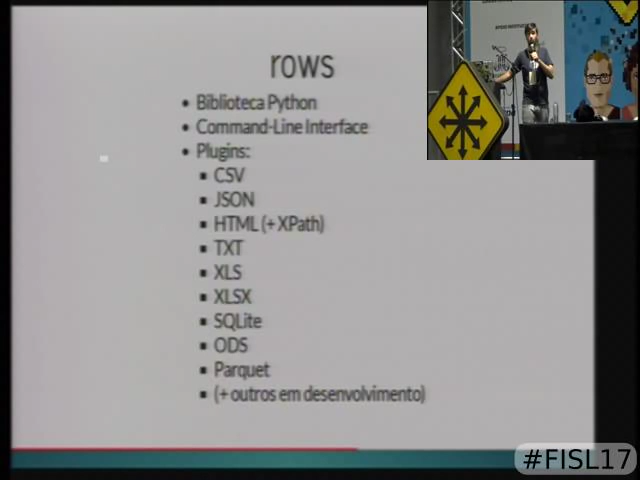 rows
• Biblioteca Python
• Command-Line Interface
• Plugins:
▪ CSV
▪ JSON
▪ HTML (+ XPath)
▪ TXT
▪ XLS
▪ XLSX
▪ SQLite
▪ ODS
▪ Parquet
▪ (+ outros em desenvolvimento)
#FISL17